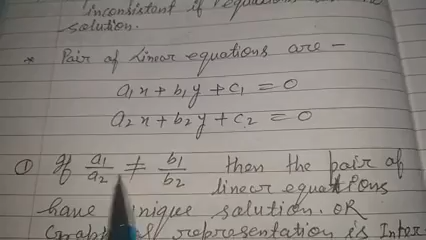 inconsistent if
solution.
* Pair of linear equations are -
a₁x + b₁y + c₁ = 0
a₂x + b₂y + c₂ = 0
① If a₁/a₂ ≠ b₁/b₂ then the pair of
linear equations
have unique solution. OR
representation is Inter